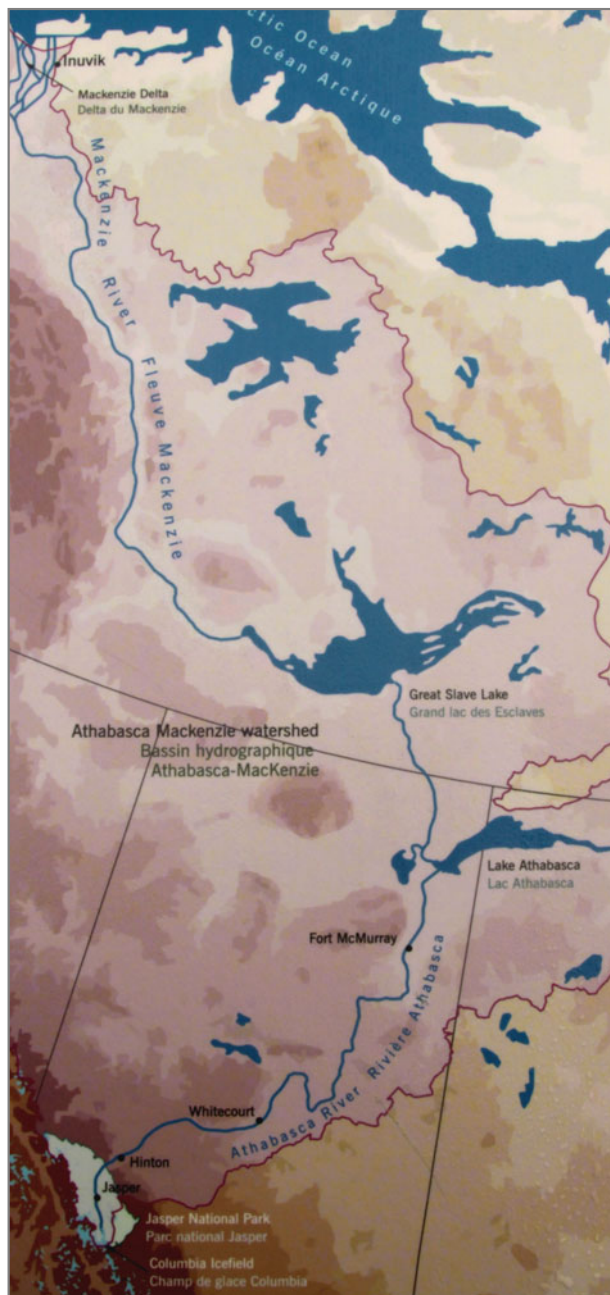 ctic Ocean
Océan Arctique
Inuvik
Mackenzie Delta
Delta du Mackenzie
Mackenzie River Fleuve Mackenzie
Great Slave Lake
Grand lac des Esclaves
Athabasca Mackenzie watershed
Bassin hydrographique
Athabasca-MacKenzie
Lake Athabasca
Lac Athabasca
Fort McMurray
Athabasca River Rivière Athabasca
Whitecourt
Hinton
Jasper
Jasper National Park
Parc national Jasper
Columbia Icefield
Champ de glace Columbia